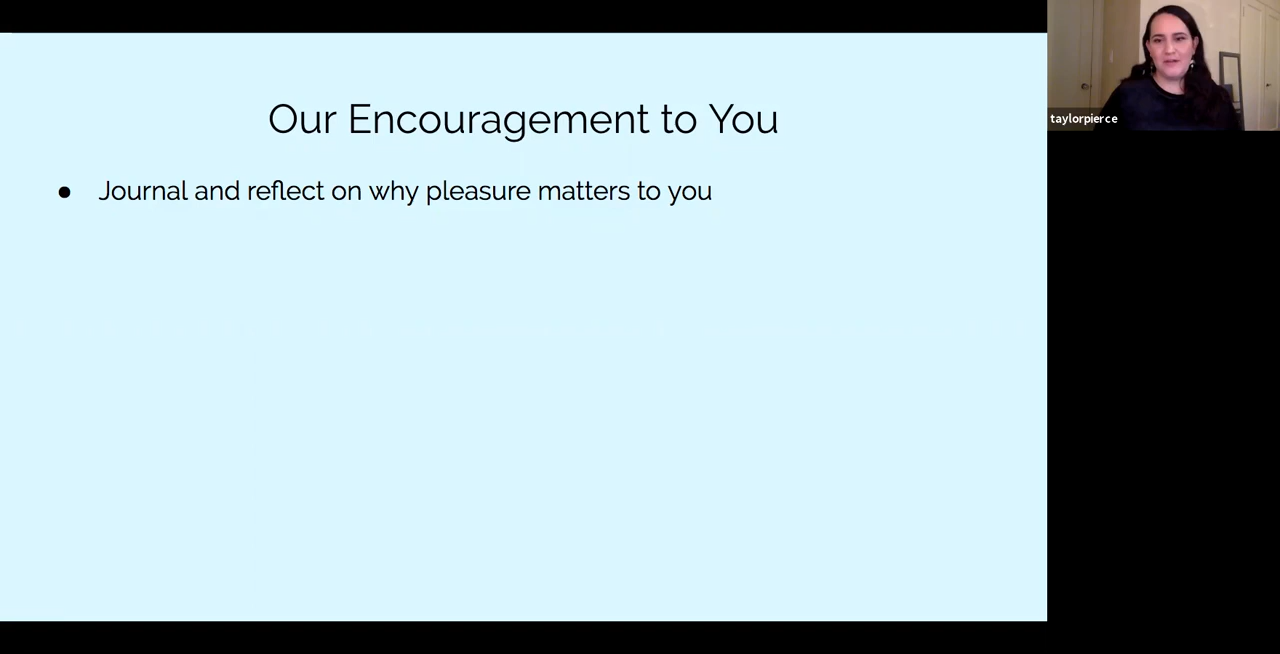 Our Encouragement to You
● Journal and reflect on why pleasure matters to you
taylorpierce